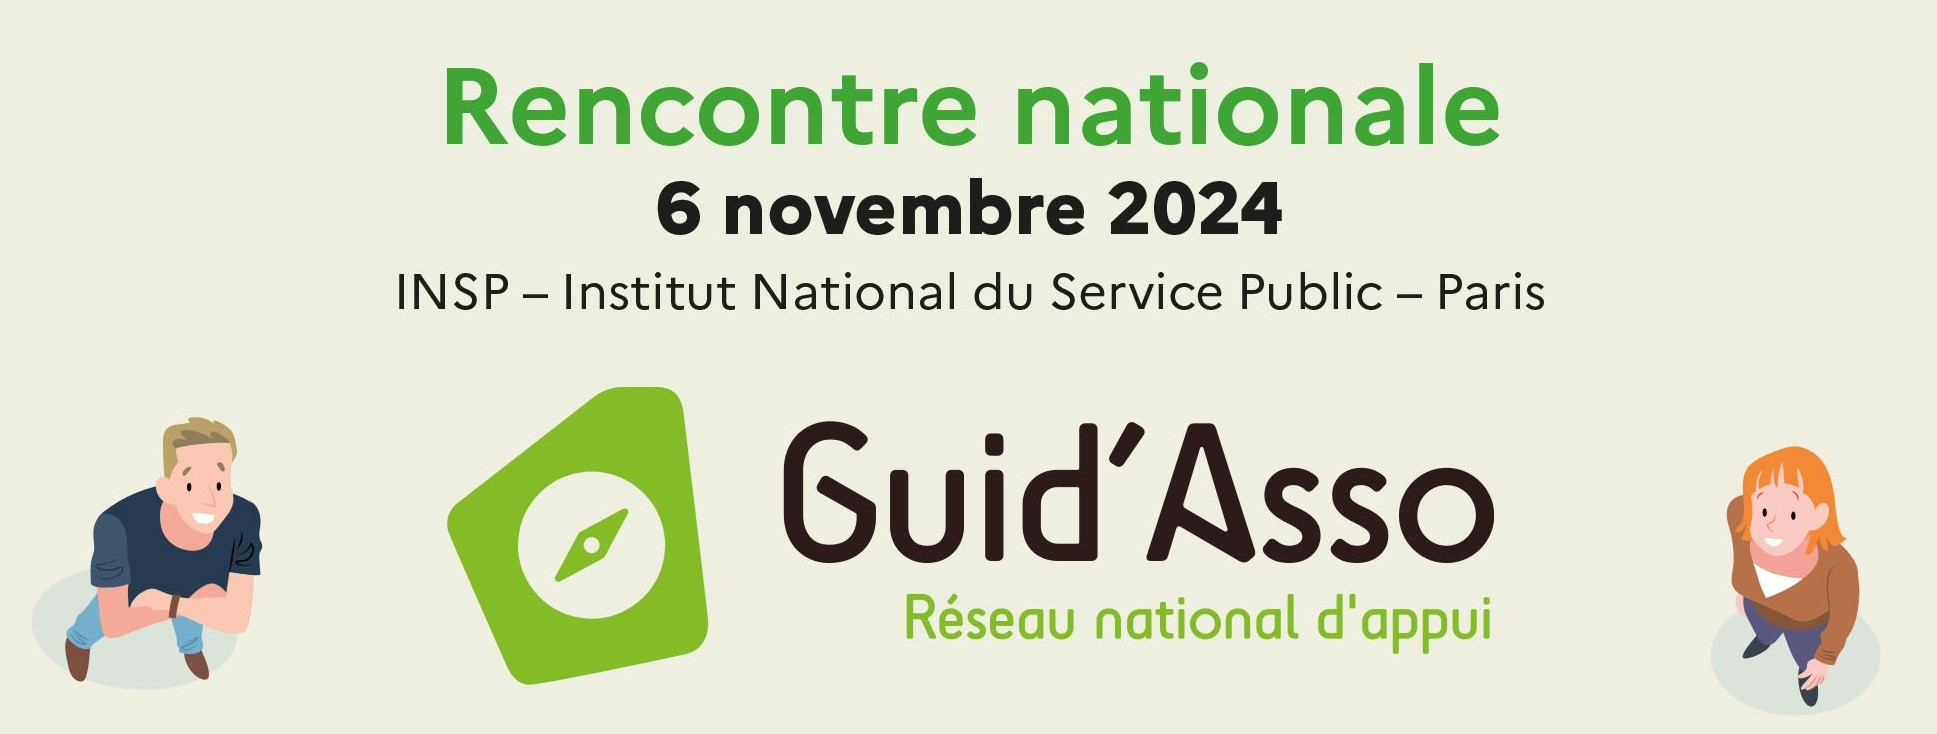 Rencontre nationale
6 novembre 2024
INSP – Institut National du Service Public – Paris
Guid'Asso
Réseau national d'appui